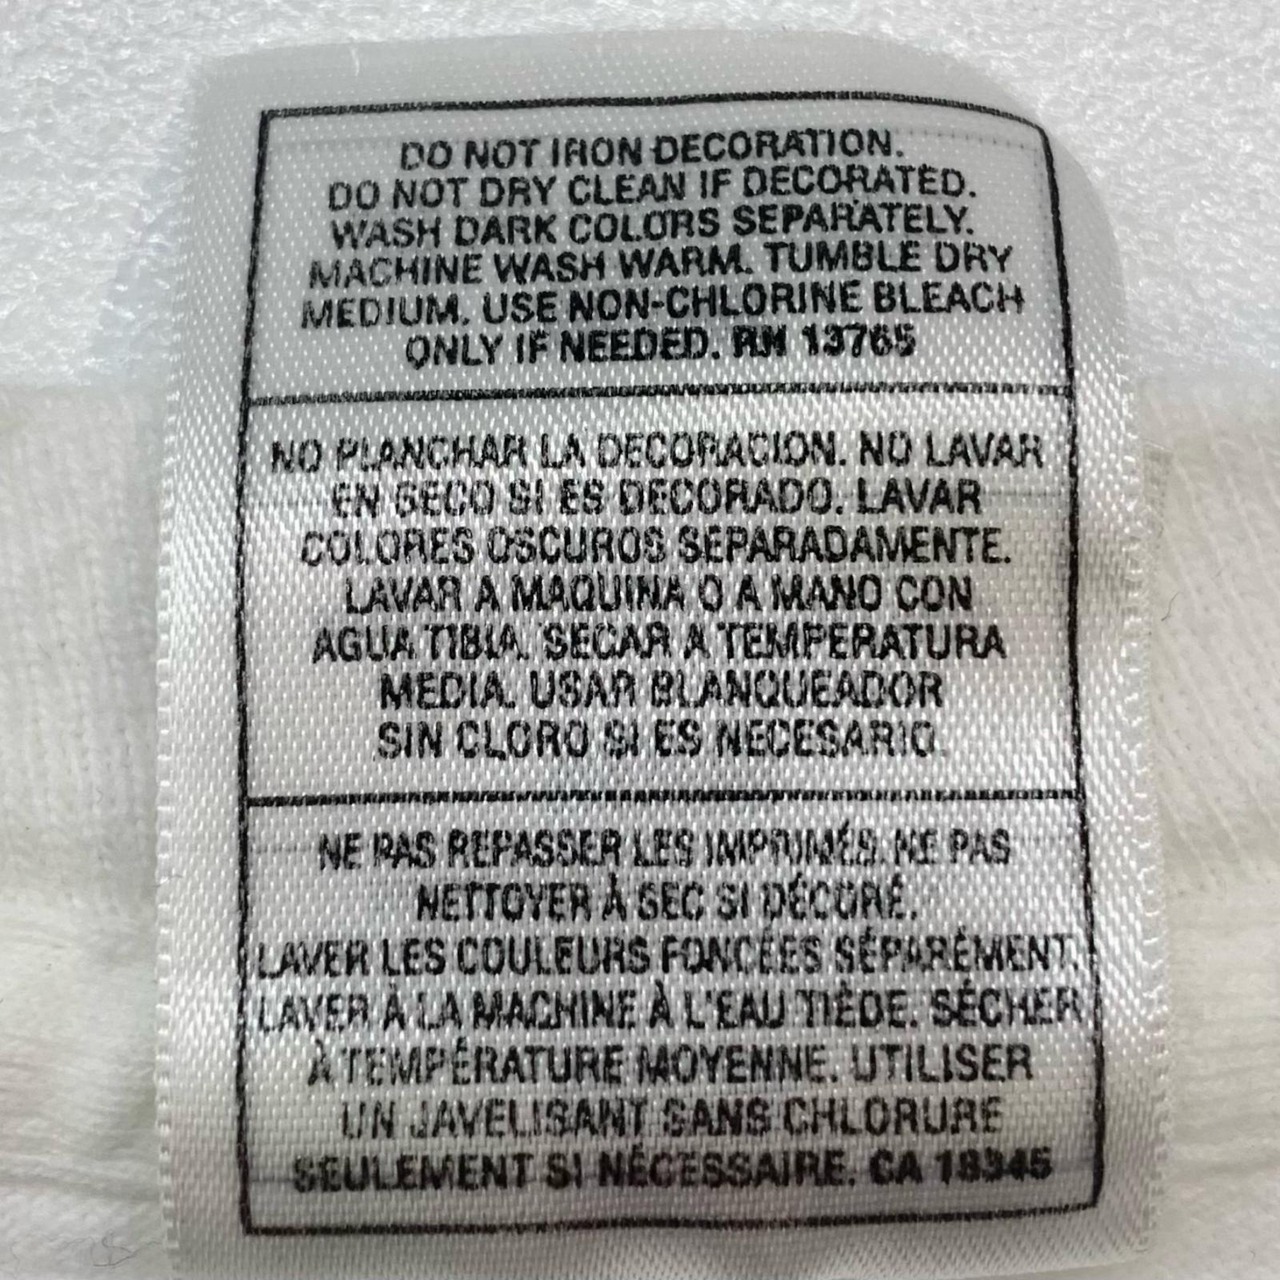 DO NOT IRON DECORATION.
DO NOT DRY CLEAN IF DECORATED.
WASH DARK COLORS SEPARATELY.
MACHINE WASH WARM. TUMBLE DRY
MEDIUM. USE NON-CHLORINE BLEACH
ONLY IF NEEDED. RN 13765
NO PLANCHAR LA DECORACION. NO LAVAR
EN SECO SI ES DECORADO. LAVAR
COLORES OSCUROS SEPARADAMENTE.
LAVAR A MAQUINA O A MANO CON
AGUA TIBIA. SECAR A TEMPERATURA
MEDIA. USAR BLANQUEADOR
SIN CLORO SI ES NECESARIO.
NE PAS REPASSER LES IMPRIMÉS. NE PAS
NETTOYER À SEC SI DÉCORÉ.
LAVER LES COULEURS FONCÉES SÉPARÉMENT.
LAVER À LA MACHINE À L'EAU TIÈDE. SÉCHER
À TEMPÉRATURE MOYENNE. UTILISER
UN JAVELISANT SANS CHLORURE
SEULEMENT SI NÉCESSAIRE. CA 18345